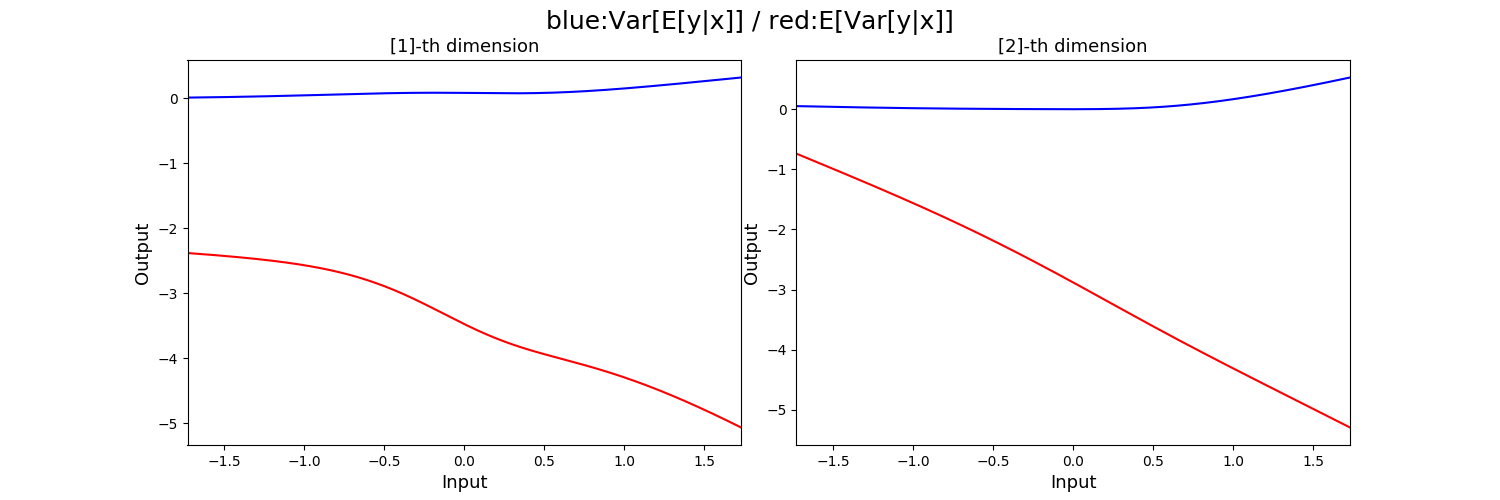 blue:Var[E[y|x]] / red:E[Var[y|x]]
[1]-th dimension
0
−1
−2
−3
−4
−5
Output
−1.5 −1.0 −0.5 0.0 0.5 1.0 1.5
Input
[2]-th dimension
0
−1
−2
−3
−4
−5
Output
−1.5 −1.0 −0.5 0.0 0.5 1.0 1.5
Input